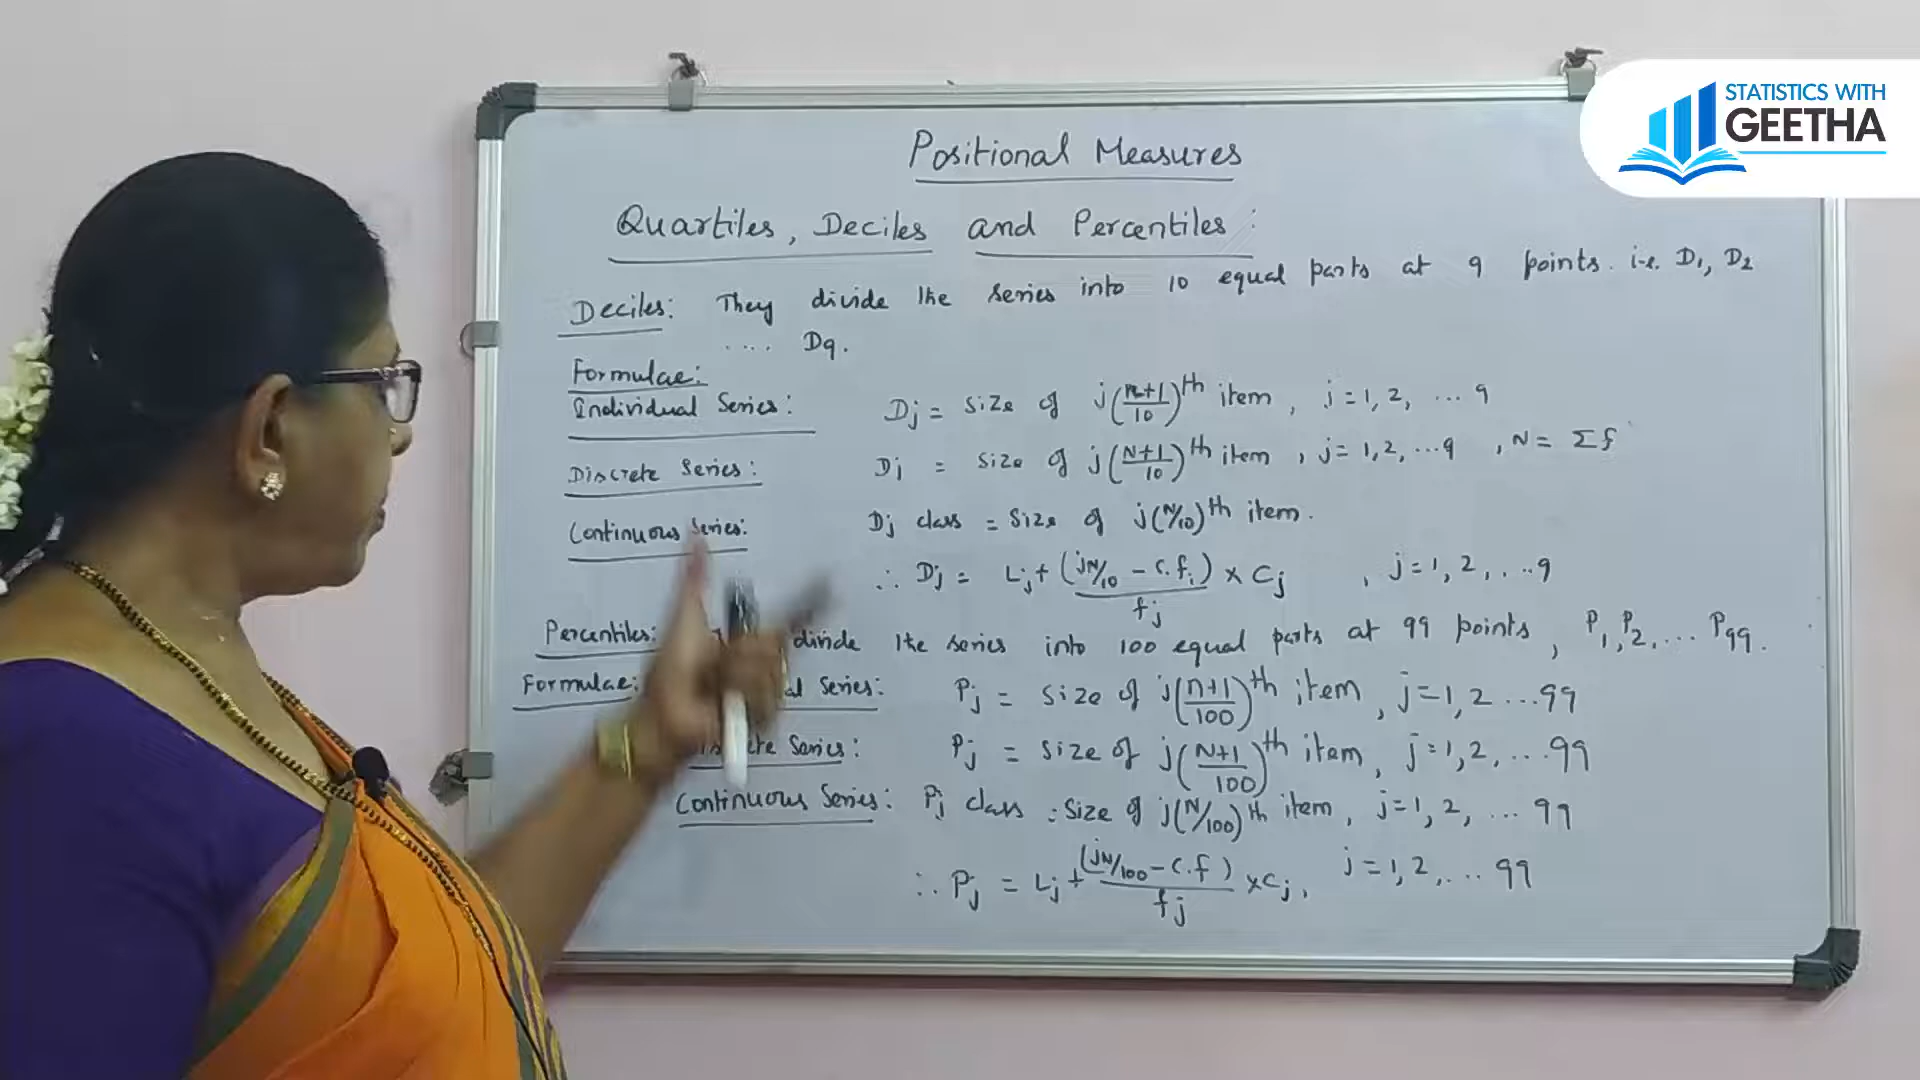 STATISTICS WITH
GEETHA
Positional Measures
Quartiles, Deciles and Percentiles:
Deciles: They divide the series into 10 equal parts at 9 points. i.e. D₁, D₂
.... D9.
Formulae:
Individual Series: Dj = Size of j(n+1/10)th item, j = 1, 2, ... 9
Discrete Series: Dj = Size of j(N+1/10)th item, j = 1, 2, ... 9, N = Σf
Continuous Series: Dj class = Size of j(N/10)th item.
∴ Dj = Lj + (jN/10 - c.fj)/fj × Cj, j = 1, 2, ... 9
Percentiles: divide the series into 100 equal parts at 99 points, P₁, P₂, ... P99.
Formulae: al Series: Pj = Size of j(n+1/100)th item, j = 1, 2 ... 99
crete Series: Pj = Size of j(N+1/100)th item, j = 1, 2, ... 99
Continuous Series: Pj class = Size of j(N/100)th item, j = 1, 2, ... 99
∴ Pj = Lj + (jN/100 - c.f)/fj × Cj, j = 1, 2, ... 99